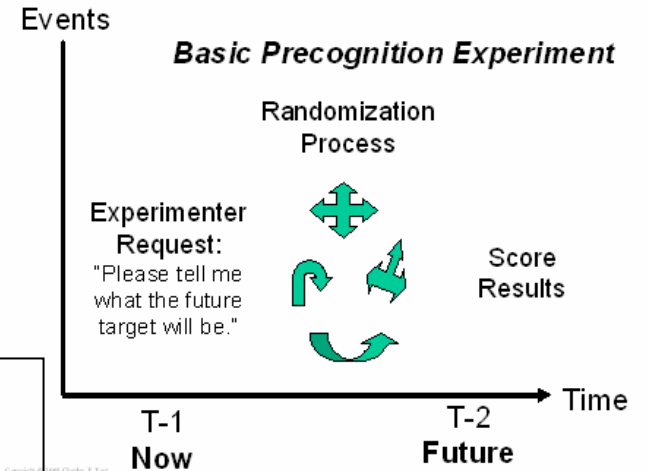 Events
Basic Precognition Experiment
Randomization
Process
Experimenter
Request:
"Please tell me
what the future
target will be."
Score
Results
Time
T-1
Now
T-2
Future